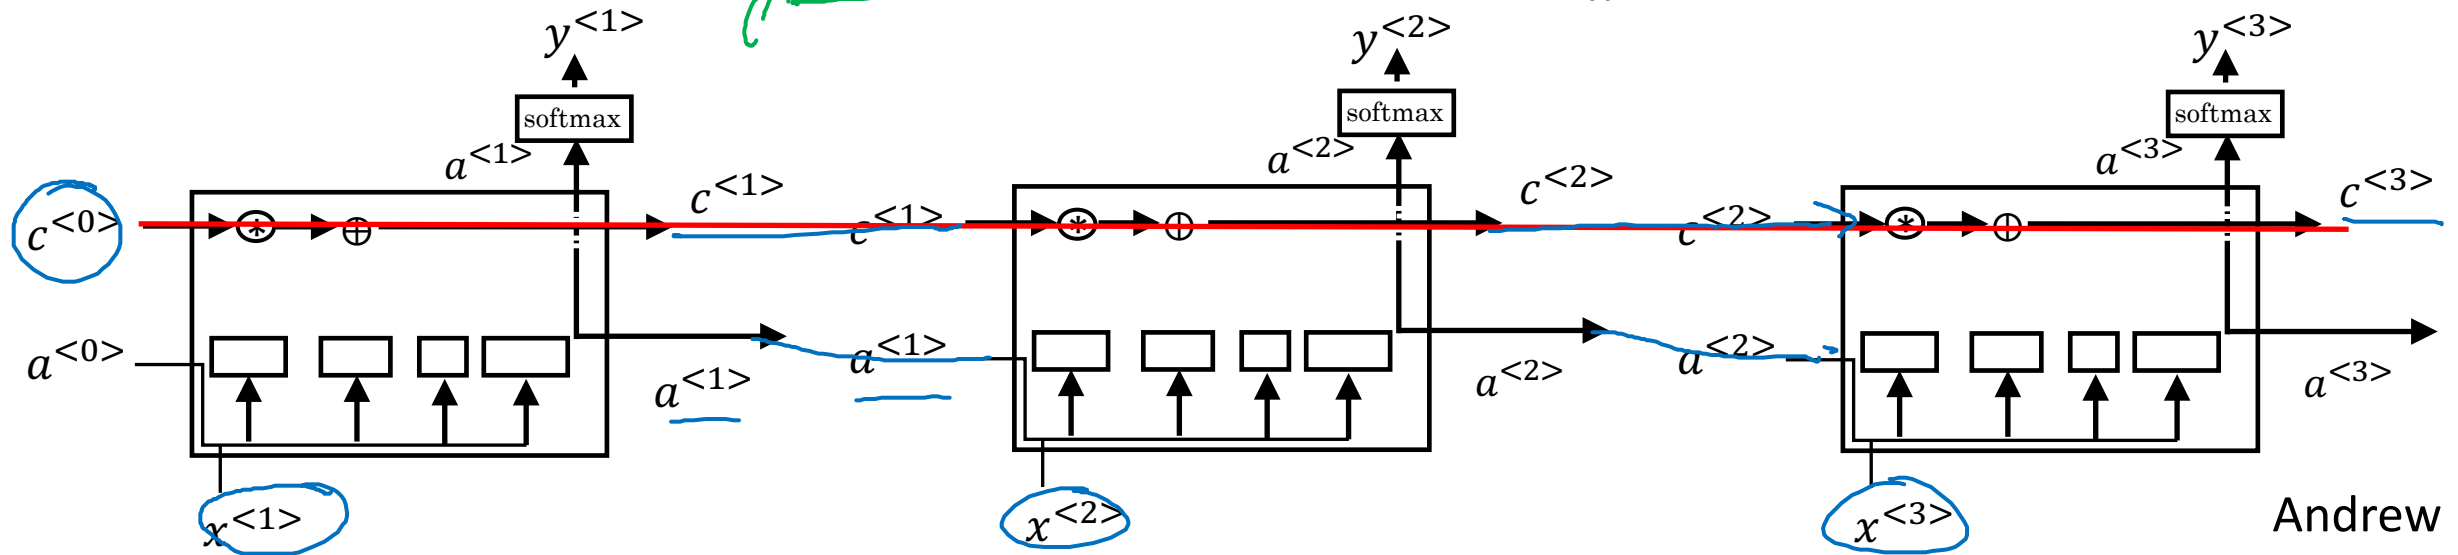 y<1> y<2> y<3>
softmax softmax softmax
a<1> a<2> a<3>
c<0> c<1> c<1> c<2> c<2> c<3>
* ⊕ * ⊕ * ⊕
a<0> a<1> a<1> a<2> a<2> a<3>
x<1> x<2> x<3>
Andrew